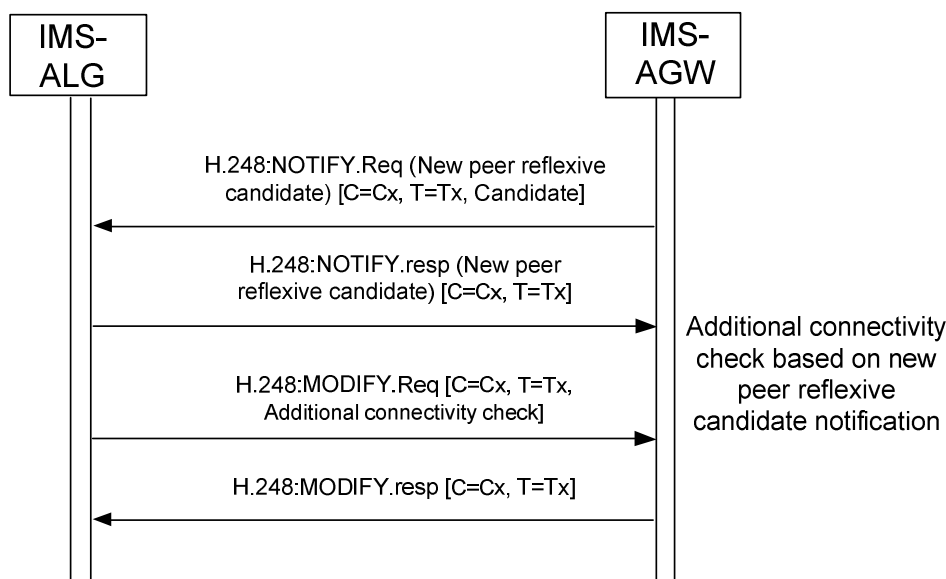 IMS-
ALG
IMS-
AGW
H.248:NOTIFY.Req (New peer reflexive
candidate) [C=Cx, T=Tx, Candidate]
H.248:NOTIFY.resp (New peer
reflexive candidate) [C=Cx, T=Tx]
H.248:MODIFY.Req [C=Cx, T=Tx,
Additional connectivity check]
H.248:MODIFY.resp [C=Cx, T=Tx]
Additional connectivity
check based on new
peer reflexive
candidate notification